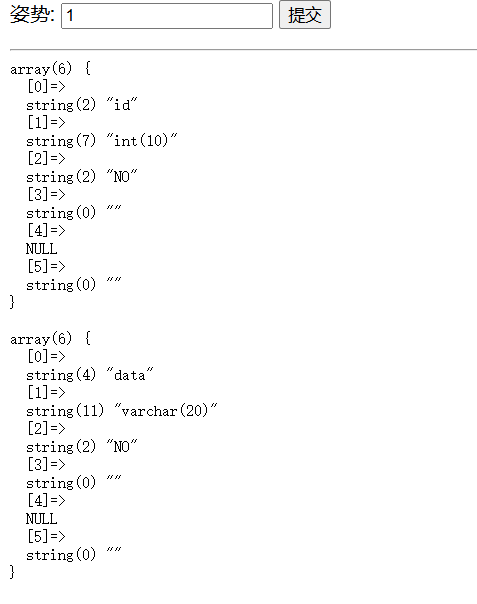 姿势: 1 提交
array(6) {
  [0]=>
  string(2) "id"
  [1]=>
  string(7) "int(10)"
  [2]=>
  string(2) "NO"
  [3]=>
  string(0) ""
  [4]=>
  NULL
  [5]=>
  string(0) ""
}
array(6) {
  [0]=>
  string(4) "data"
  [1]=>
  string(11) "varchar(20)"
  [2]=>
  string(2) "NO"
  [3]=>
  string(0) ""
  [4]=>
  NULL
  [5]=>
  string(0) ""
}